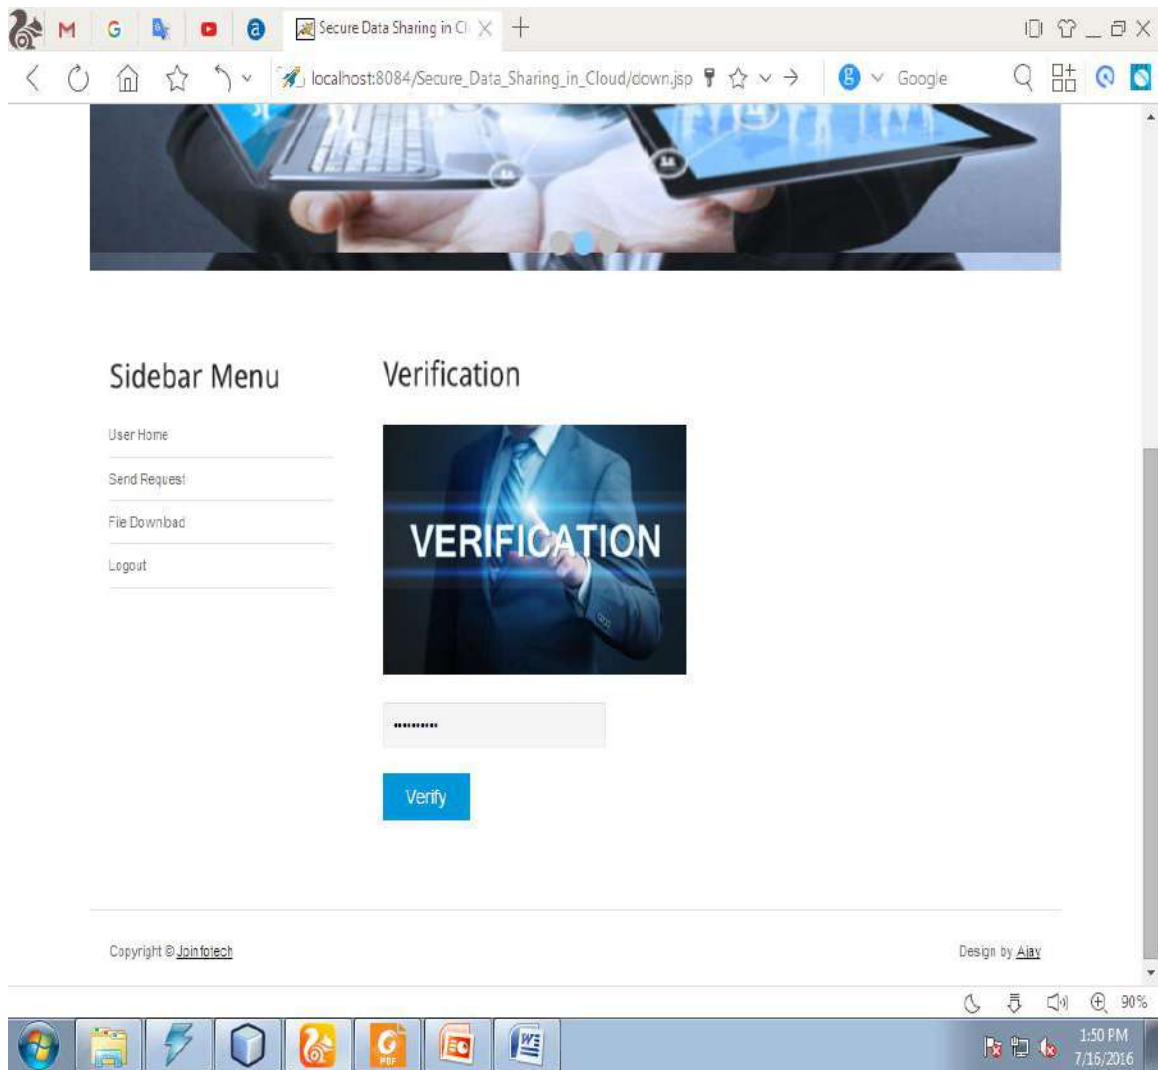 Secure Data Sharing in Cl
localhost:8084/Secure_Data_Sharing_in_Cloud/down.jsp
Google
Sidebar Menu
User Home
Send Request
File Download
Logout
Verification
VERIFICATION
Verify
Copyright © Jpinfotech
Design by Ajay
90%
1:50 PM
7/16/2016